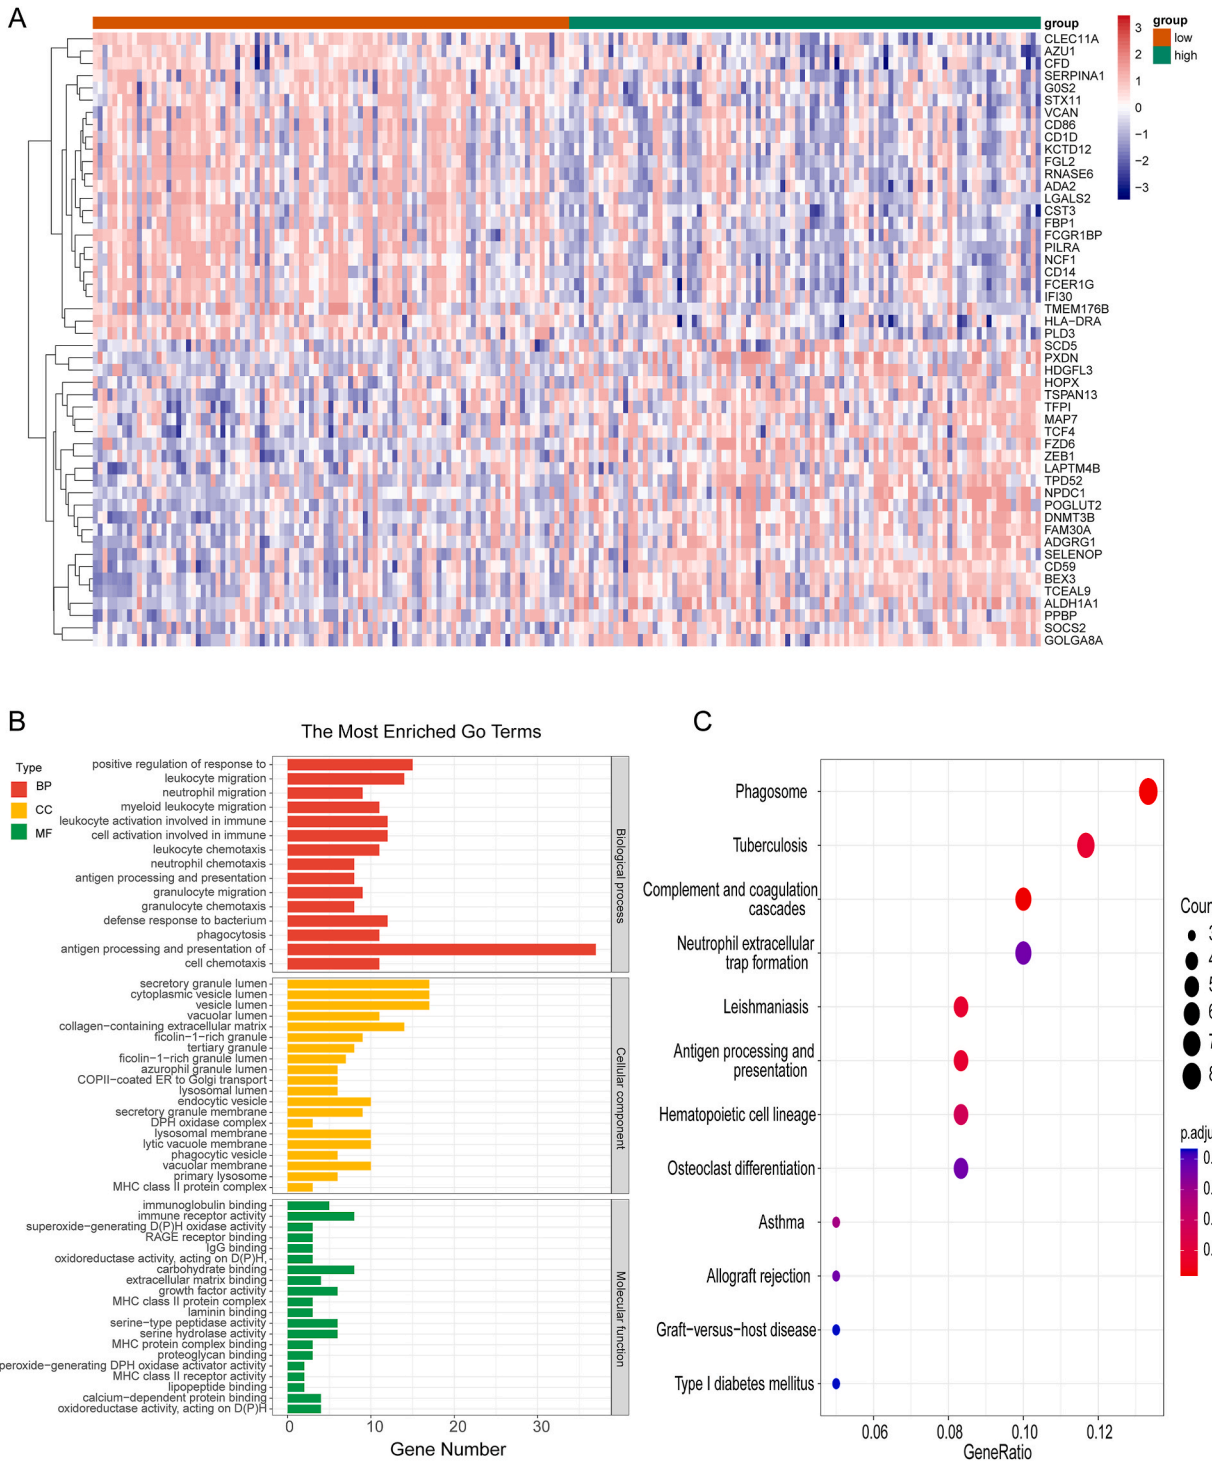 A
group
CLEC11A
AZU1
CFD
SERPINA1
G0S2
STX11
VCAN
CD86
CD1D
KCTD12
FGL2
RNASE6
ADA2
LGALS2
CST3
FBP1
FCGR1BP
PILRA
NCF1
CD14
FCER1G
IFI30
TMEM176B
HLA−DRA
PLD3
SCD5
PXDN
HDGFL3
HOPX
TSPAN13
TFPI
MAP7
TCF4
FZD6
ZEB1
LAPTM4B
TPD52
NPDC1
POGLUT2
DNMT3B
FAM30A
ADGRG1
SELENOP
CD59
BEX3
TCEAL9
ALDH1A1
PPBP
SOCS2
GOLGA8A
3
2
1
0
−1
−2
−3
group
low
high
B
The Most Enriched Go Terms
Type
BP
CC
MF
positive regulation of response to
leukocyte migration
neutrophil migration
myeloid leukocyte migration
leukocyte activation involved in immune
cell activation involved in immune
leukocyte chemotaxis
neutrophil chemotaxis
antigen processing and presentation
granulocyte migration
granulocyte chemotaxis
defense response to bacterium
phagocytosis
antigen processing and presentation of
cell chemotaxis
Biological process
secretory granule lumen
cytoplasmic vesicle lumen
vesicle lumen
vacuolar lumen
collagen−containing extracellular matrix
ficolin−1−rich granule
tertiary granule
ficolin−1−rich granule lumen
azurophil granule lumen
COPII−coated ER to Golgi transport
lysosomal lumen
endocytic vesicle
secretory granule membrane
DPH oxidase complex
lysosomal membrane
lytic vacuole membrane
phagocytic vesicle
vacuolar membrane
primary lysosome
MHC class II protein complex
Cellular component
immunoglobulin binding
immune receptor activity
superoxide−generating D(P)H oxidase activity
RAGE receptor binding
IgG binding
oxidoreductase activity, acting on D(P)H,
carbohydrate binding
extracellular matrix binding
growth factor activity
MHC class II protein complex
laminin binding
serine−type peptidase activity
serine hydrolase activity
MHC protein complex binding
proteoglycan binding
peroxide−generating DPH oxidase activator activity
MHC class II receptor activity
lipopeptide binding
calcium−dependent protein binding
oxidoreductase activity, acting on D(P)H
Molecular function
0
10
20
30
Gene Number
C
Phagosome
Tuberculosis
Complement and coagulation
cascades
Neutrophil extracellular
trap formation
Leishmaniasis
Antigen processing and
presentation
Hematopoietic cell lineage
Osteoclast differentiation
Asthma
Allograft rejection
Graft−versus−host disease
Type I diabetes mellitus
0.06
0.08
0.10
0.12
GeneRatio
Coun
3
4
5
6
7
8
p.adju
0.
0.
0.
0.